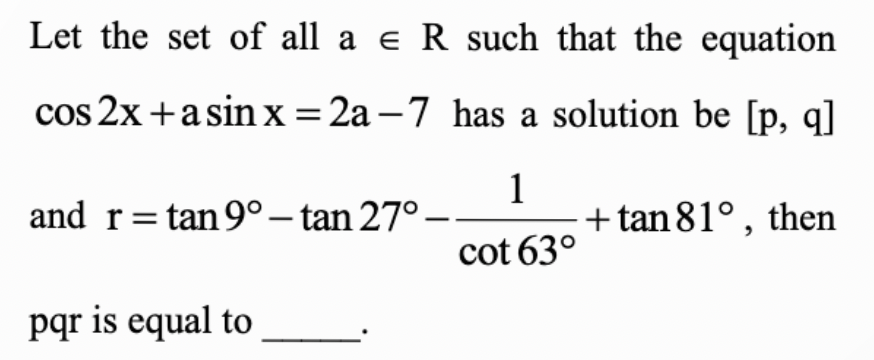 Let the set of all a ∈ R such that the equation
cos 2x + a sin x = 2a − 7 has a solution be [p, q]
and r = tan 9° − tan 27° − 1/cot 63° + tan 81°, then
pqr is equal to _____.